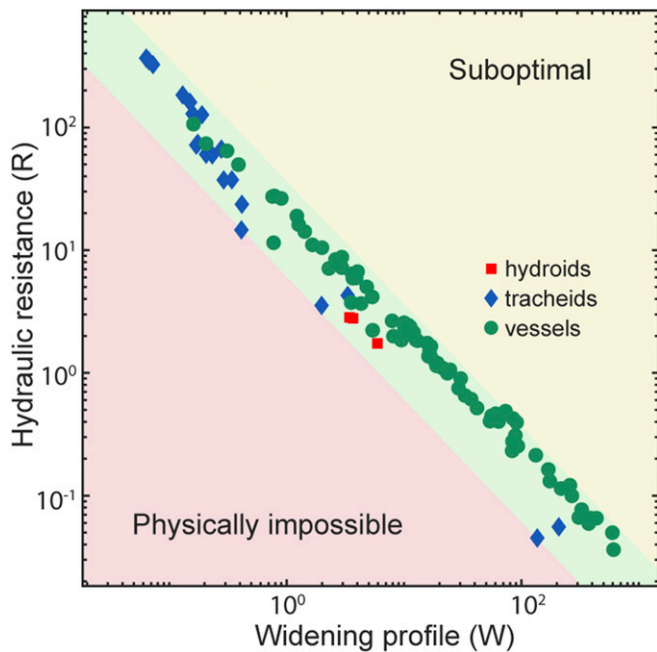 Suboptimal
Physically impossible
hydroids
tracheids
vessels
Hydraulic resistance (R)
10²
10¹
10⁰
10⁻¹
10⁰
10²
Widening profile (W)